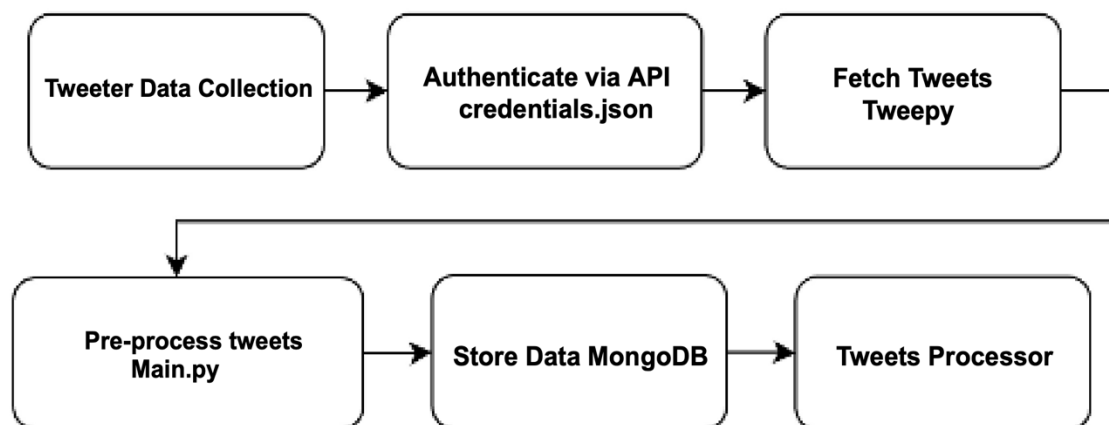 Tweeter Data Collection
Authenticate via API
credentials.json
Fetch Tweets
Tweepy
Pre-process tweets
Main.py
Store Data MongoDB
Tweets Processor